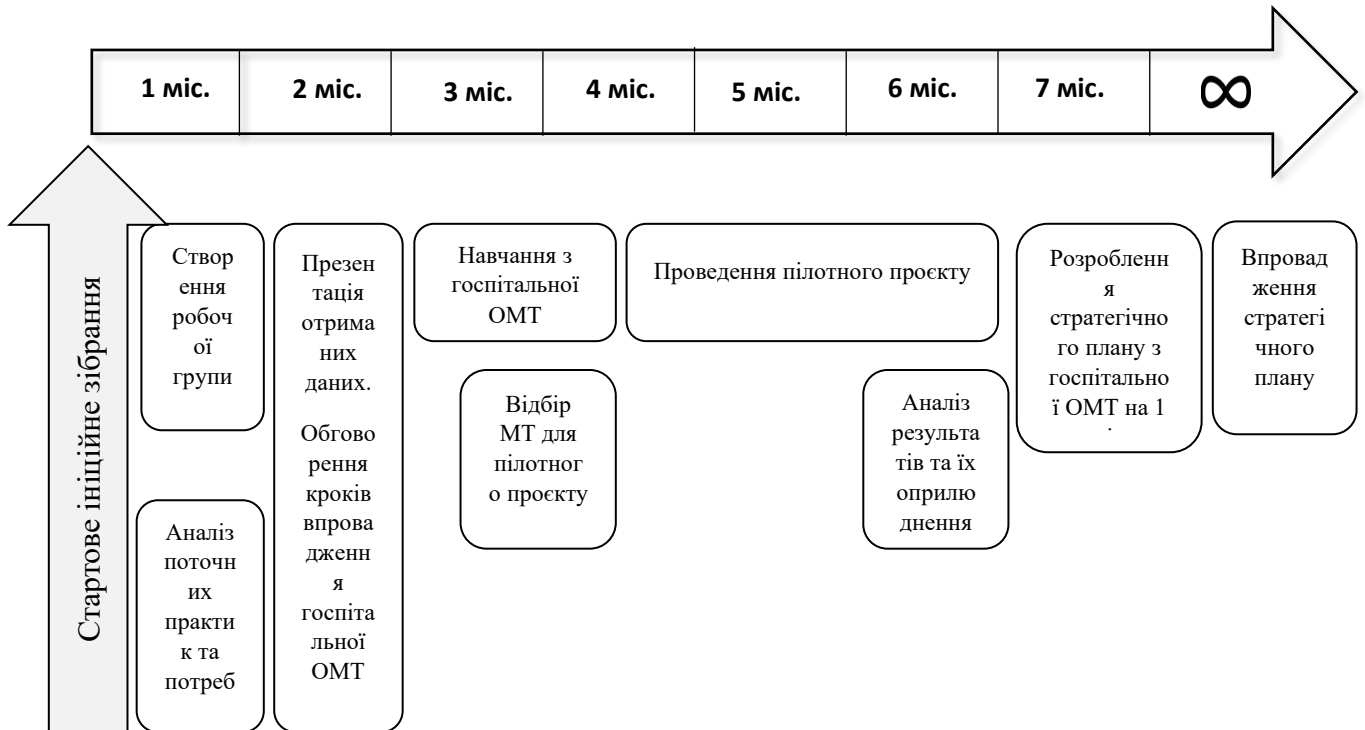 1 міс.
2 міс.
3 міс.
4 міс.
5 міс.
6 міс.
7 міс.
∞
Стартове ініційне зібрання
Створ
ення
робоч
ої
групи
Аналіз
поточн
их
практи
к та
потреб
Презен
тація
отрима
них
даних.
Обгово
рення
кроків
впрова
дженн
я
госпіта
льної
ОМТ
Навчання з
госпітальної
ОМТ
Відбір
МТ для
пілотног
о проєкту
Проведення пілотного проєкту
Аналіз
результа
тів та їх
оприлю
днення
Розробленн
я
стратегічно
го плану з
госпітально
ї ОМТ на 1
Впровад
ження
стратегі
чного
плану